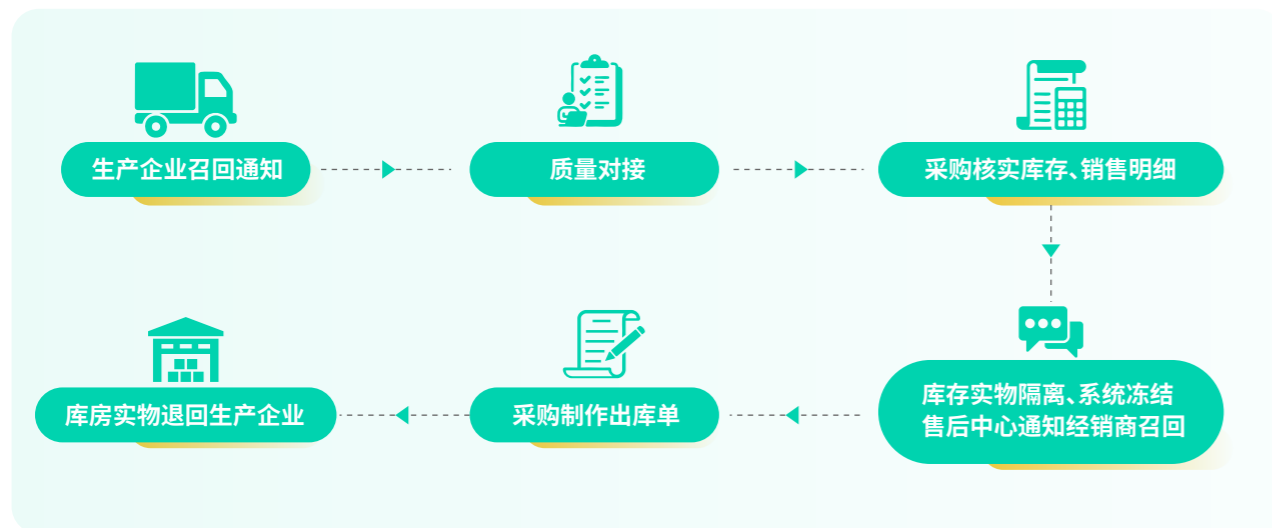 生产企业召回通知
质量对接
采购核实库存、销售明细
库存实物隔离、系统冻结
售后中心通知经销商召回
采购制作出库单
库房实物退回生产企业